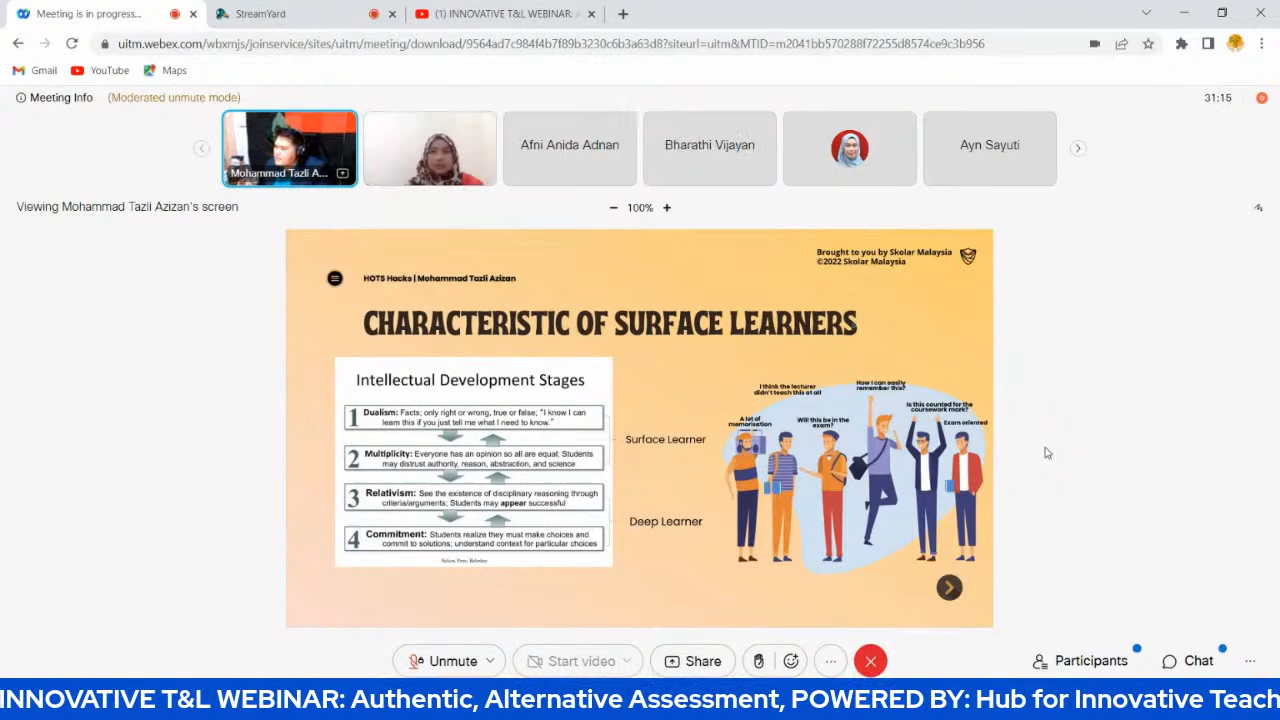 Meeting is in progress...
StreamYard
(1) INNOVATIVE T&L WEBINAR: A
uitm.webex.com/wbxmjs/joinservice/sites/uitm/meeting/download/9564ad7c984f4b7f89b3230c6b3a63d8?siteurl=uitm&MTID=m2041bb570288f72255d8574ce9c3b956
Gmail
YouTube
Maps
Meeting Info
(Moderated unmute mode)
31:15
Mohammad Tazli A...
Afni Anida Adnan
Bharathi Vijayan
Ayn Sayuti
Viewing Mohammad Tazli Azizan's screen
100%
Brought to you by Skolar Malaysia
©2022 Skolar Malaysia
HOTS Hacks | Mohammad Tazli Azizan
CHARACTERISTIC OF SURFACE LEARNERS
Intellectual Development Stages
1 Dualism: Facts; only right or wrong, true or false; "I know I can
learn this if you just tell me what I need to know."
2 Multiplicity: Everyone has an opinion so all are equal; Students
may distrust authority, reason, abstraction, and science
3 Relativism: See the existence of disciplinary reasoning through
criteria/arguments; Students may appear successful
4 Commitment: Students realize they must make choices and
commit to solutions; understand context for particular choices
Surface Learner
Deep Learner
I think the lecturer
didn't teach this at all
How I can easily
remember this?
Is this counted for the
coursework mark?
A lot of
memorisation
Will this be in the
exam?
Exam oriented
Unmute
Start video
Share
Participants
Chat
INNOVATIVE T&L WEBINAR: Authentic, Alternative Assessment, POWERED BY: Hub for Innovative Teach